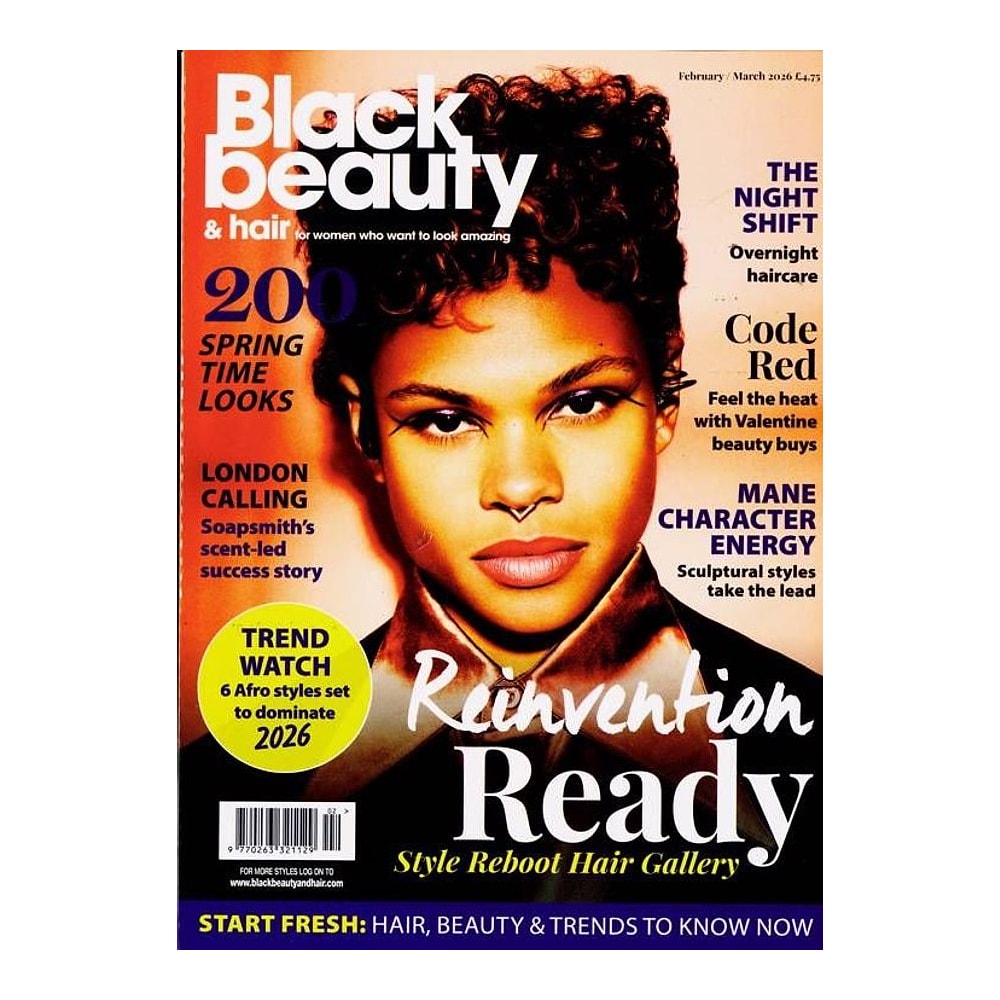 February / March 2026 £4.75
Black
beauty
& hair for women who want to look amazing
200
SPRING
TIME
LOOKS
LONDON
CALLING
Soapsmith's
scent-led
success story
TREND
WATCH
6 Afro styles set
to dominate
2026
THE
NIGHT
SHIFT
Overnight
haircare
Code
Red
Feel the heat
with Valentine
beauty buys
MANE
CHARACTER
ENERGY
Sculptural styles
take the lead
Reinvention
Ready
Style Reboot Hair Gallery
02 >
9 770263 321129
FOR MORE STYLES LOG ON TO
www.blackbeautyandhair.com
START FRESH: HAIR, BEAUTY & TRENDS TO KNOW NOW